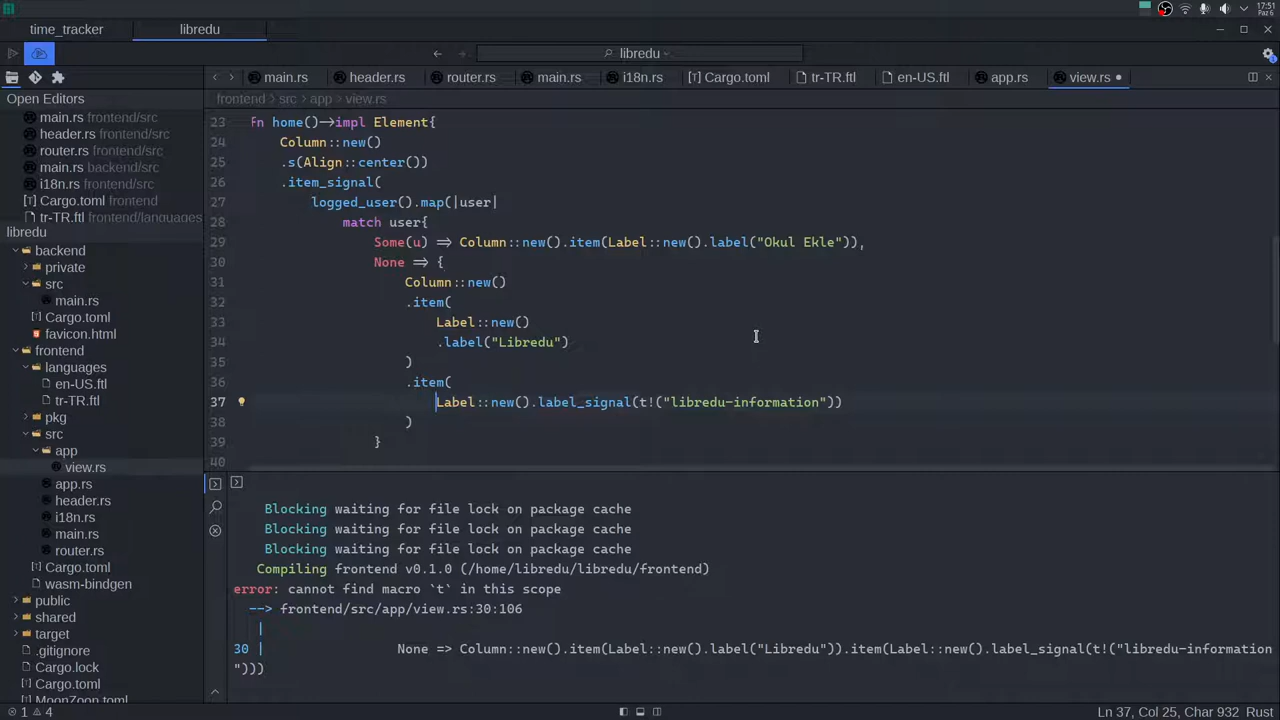 17:51
Paz 6
time_tracker
libredu
libredu
main.rs
header.rs
router.rs
main.rs
i18n.rs
[T] Cargo.toml
tr-TR.ftl
en-US.ftl
app.rs
view.rs
Open Editors
main.rs frontend/src
header.rs frontend/src
router.rs frontend/src
main.rs backend/src
i18n.rs frontend/src
[T] Cargo.toml frontend
tr-TR.ftl frontend/languages
libredu
backend
private
src
main.rs
Cargo.toml
favicon.html
frontend
languages
en-US.ftl
tr-TR.ftl
pkg
src
app
view.rs
app.rs
header.rs
i18n.rs
main.rs
router.rs
Cargo.toml
wasm-bindgen
public
shared
target
.gitignore
Cargo.lock
Cargo.toml
MoonZoon.toml
frontend > src > app > view.rs
23 fn home()->impl Element{
24 Column::new()
25 .s(Align::center())
26 .item_signal(
27 logged_user().map(|user|
28 match user{
29 Some(u) => Column::new().item(Label::new().label("Okul Ekle")),
30 None => {
31 Column::new()
32 .item(
33 Label::new()
34 .label("Libredu")
35 )
36 .item(
37 Label::new().label_signal(t!("libredu-information"))
38 )
39 }
40
Blocking waiting for file lock on package cache
Blocking waiting for file lock on package cache
Blocking waiting for file lock on package cache
Compiling frontend v0.1.0 (/home/libredu/libredu/frontend)
error: cannot find macro `t` in this scope
--> frontend/src/app/view.rs:30:106
|
30 | None => Column::new().item(Label::new().label("Libredu")).item(Label::new().label_signal(t!("libredu-information
")))
1 4
Ln 37, Col 25, Char 932 Rust